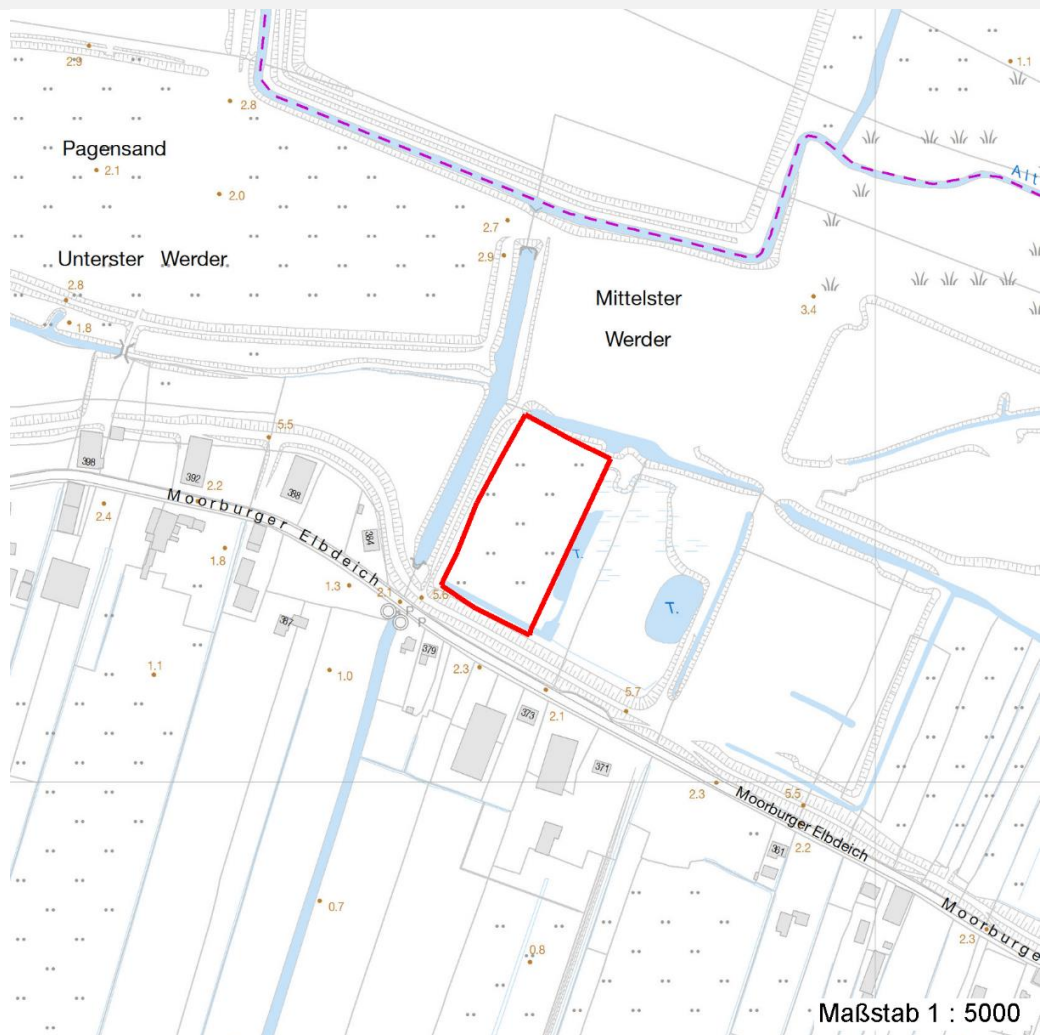 2.9
1.1
2.8
Pagensand
2.1
Alt
2.0
2.7
2.9
Unterster Werder
2.8
Mittelster
Werder
3.4
1.8
5.5
398
392
388
2.2
2.4
Moorburger Elbdeich
384
1.8
T.
1.3
2.1
5.6
T.
P
P
387
379
1.1
1.0
2.3
5.7
2.1
373
371
2.3
Moorburger Elbdeich
5.5
2.2
361
0.7
Moorburge
2.3
0.8
Maßstab 1 : 5000